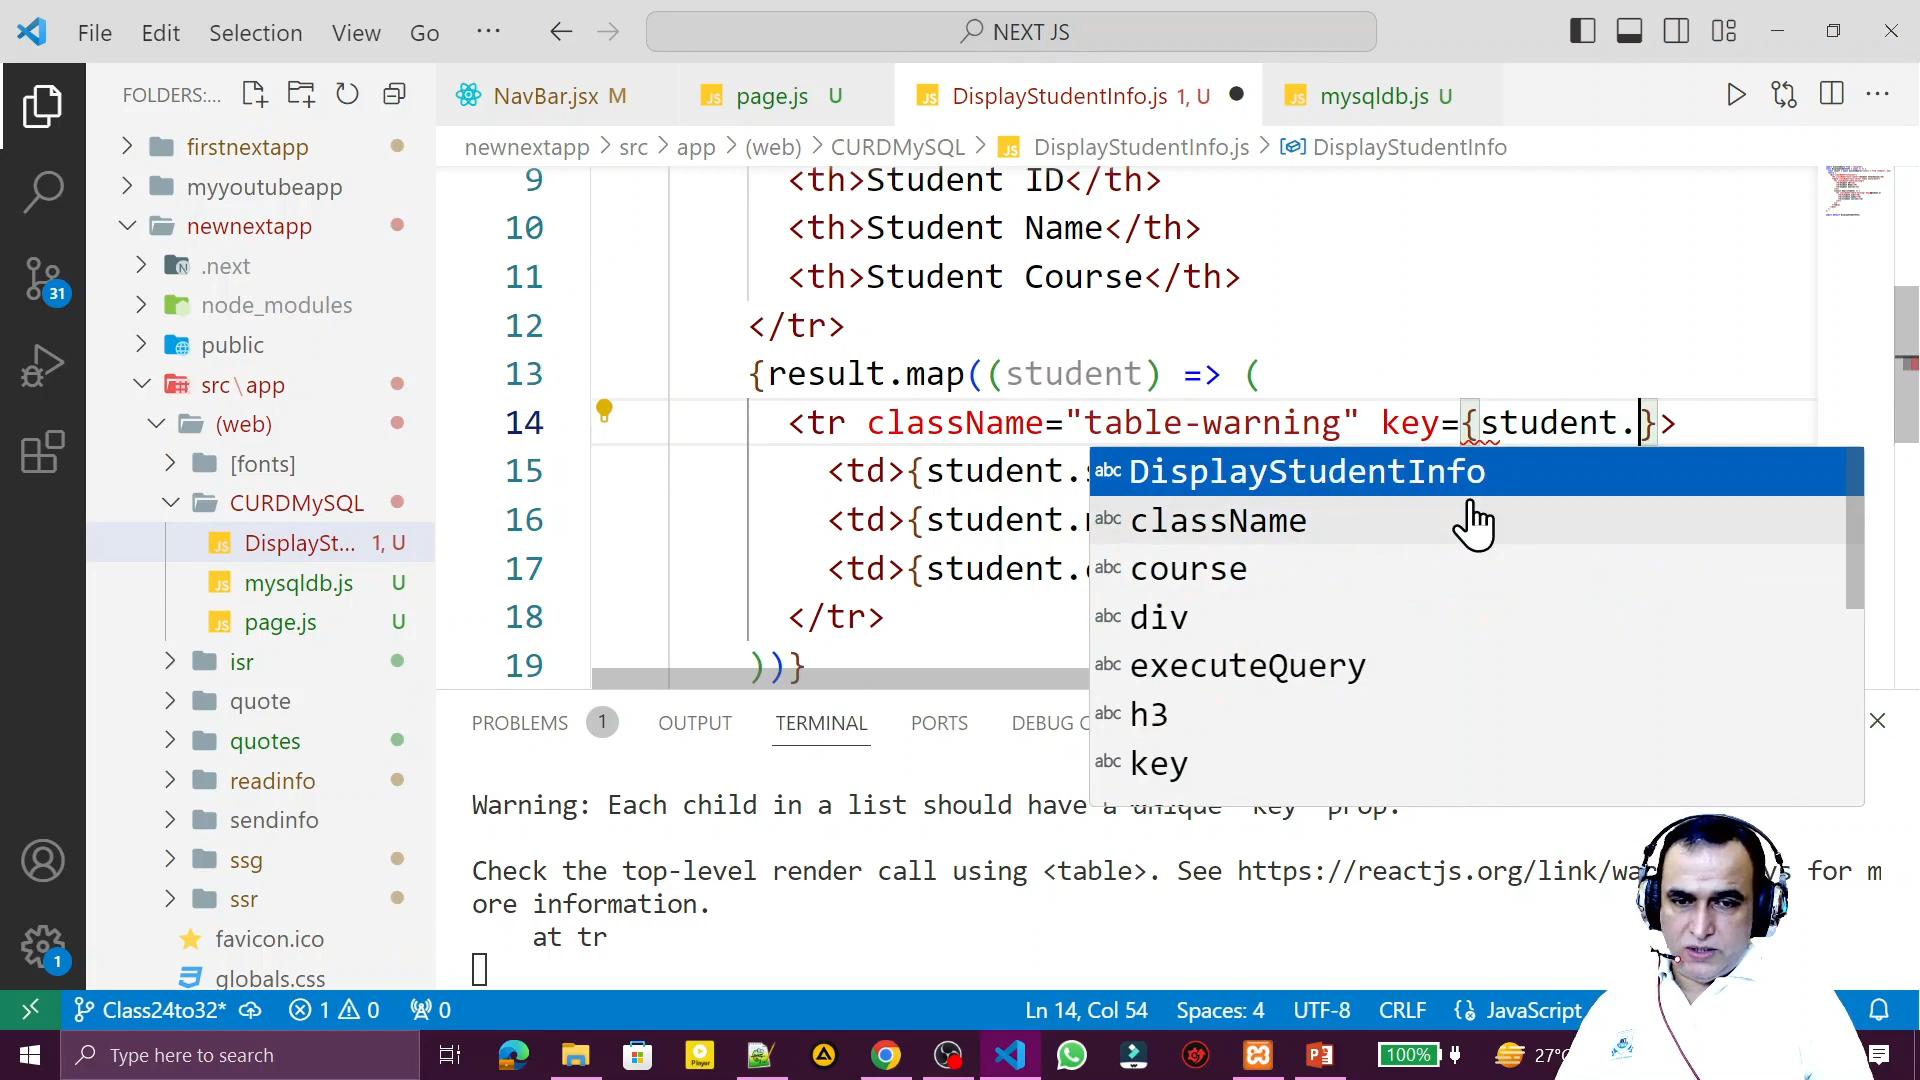 File Edit Selection View Go ··· NEXT JS
FOLDERS:...
NavBar.jsx M
page.js U
DisplayStudentInfo.js 1, U
mysqldb.js U
newnextapp > src > app > (web) > CURDMySQL > DisplayStudentInfo.js > DisplayStudentInfo
firstnextapp
myyoutubeapp
newnextapp
.next
node_modules
public
src\app
(web)
[fonts]
CURDMySQL
DisplaySt... 1, U
mysqldb.js U
page.js U
isr
quote
quotes
readinfo
sendinfo
ssg
ssr
favicon.ico
globals.css
31
1
9 <th>Student ID</th>
10 <th>Student Name</th>
11 <th>Student Course</th>
12 </tr>
13 {result.map((student) => (
14 <tr className="table-warning" key={student.}>
15 <td>{student.
16 <td>{student.
17 <td>{student.
18 </tr>
19 ))}
abc DisplayStudentInfo
abc className
abc course
abc div
abc executeQuery
abc h3
abc key
PROBLEMS 1 OUTPUT TERMINAL PORTS DEBUG
Warning: Each child in a list should have a unique "key" prop.
Check the top-level render call using <table>. See https://reactjs.org/link/wa for m
ore information.
at tr
Class24to32* 1 0 0 Ln 14, Col 54 Spaces: 4 UTF-8 CRLF {} JavaScript
Type here to search
100%
27°C